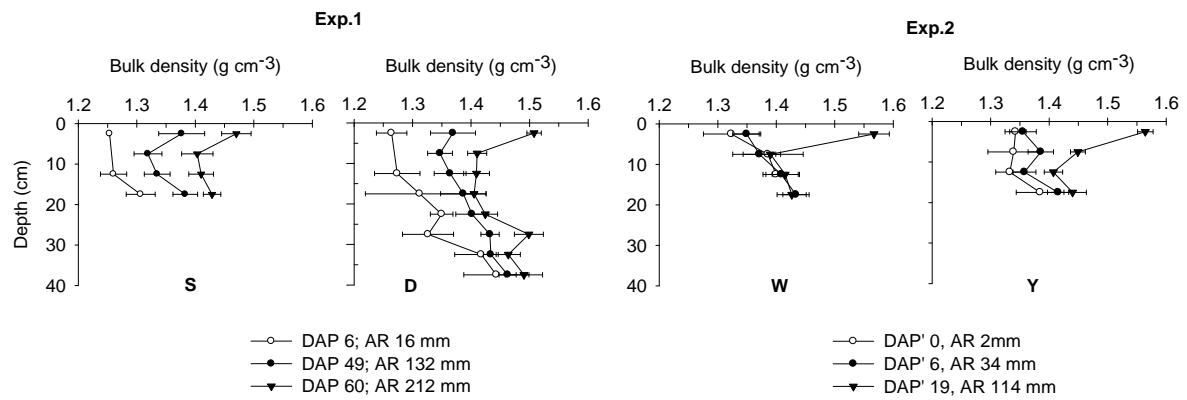 Exp.1
Exp.2
Bulk density (g cm-3)
Bulk density (g cm-3)
Bulk density (g cm-3)
Bulk density (g cm-3)
1.2 1.3 1.4 1.5 1.6
1.2 1.3 1.4 1.5 1.6
1.2 1.3 1.4 1.5 1.6
1.2 1.3 1.4 1.5 1.6
0
10
20
30
40
Depth (cm)
S
D
0
10
20
30
40
W
Y
DAP 6; AR 16 mm
DAP 49; AR 132 mm
DAP 60; AR 212 mm
DAP' 0, AR 2mm
DAP' 6, AR 34 mm
DAP' 19, AR 114 mm